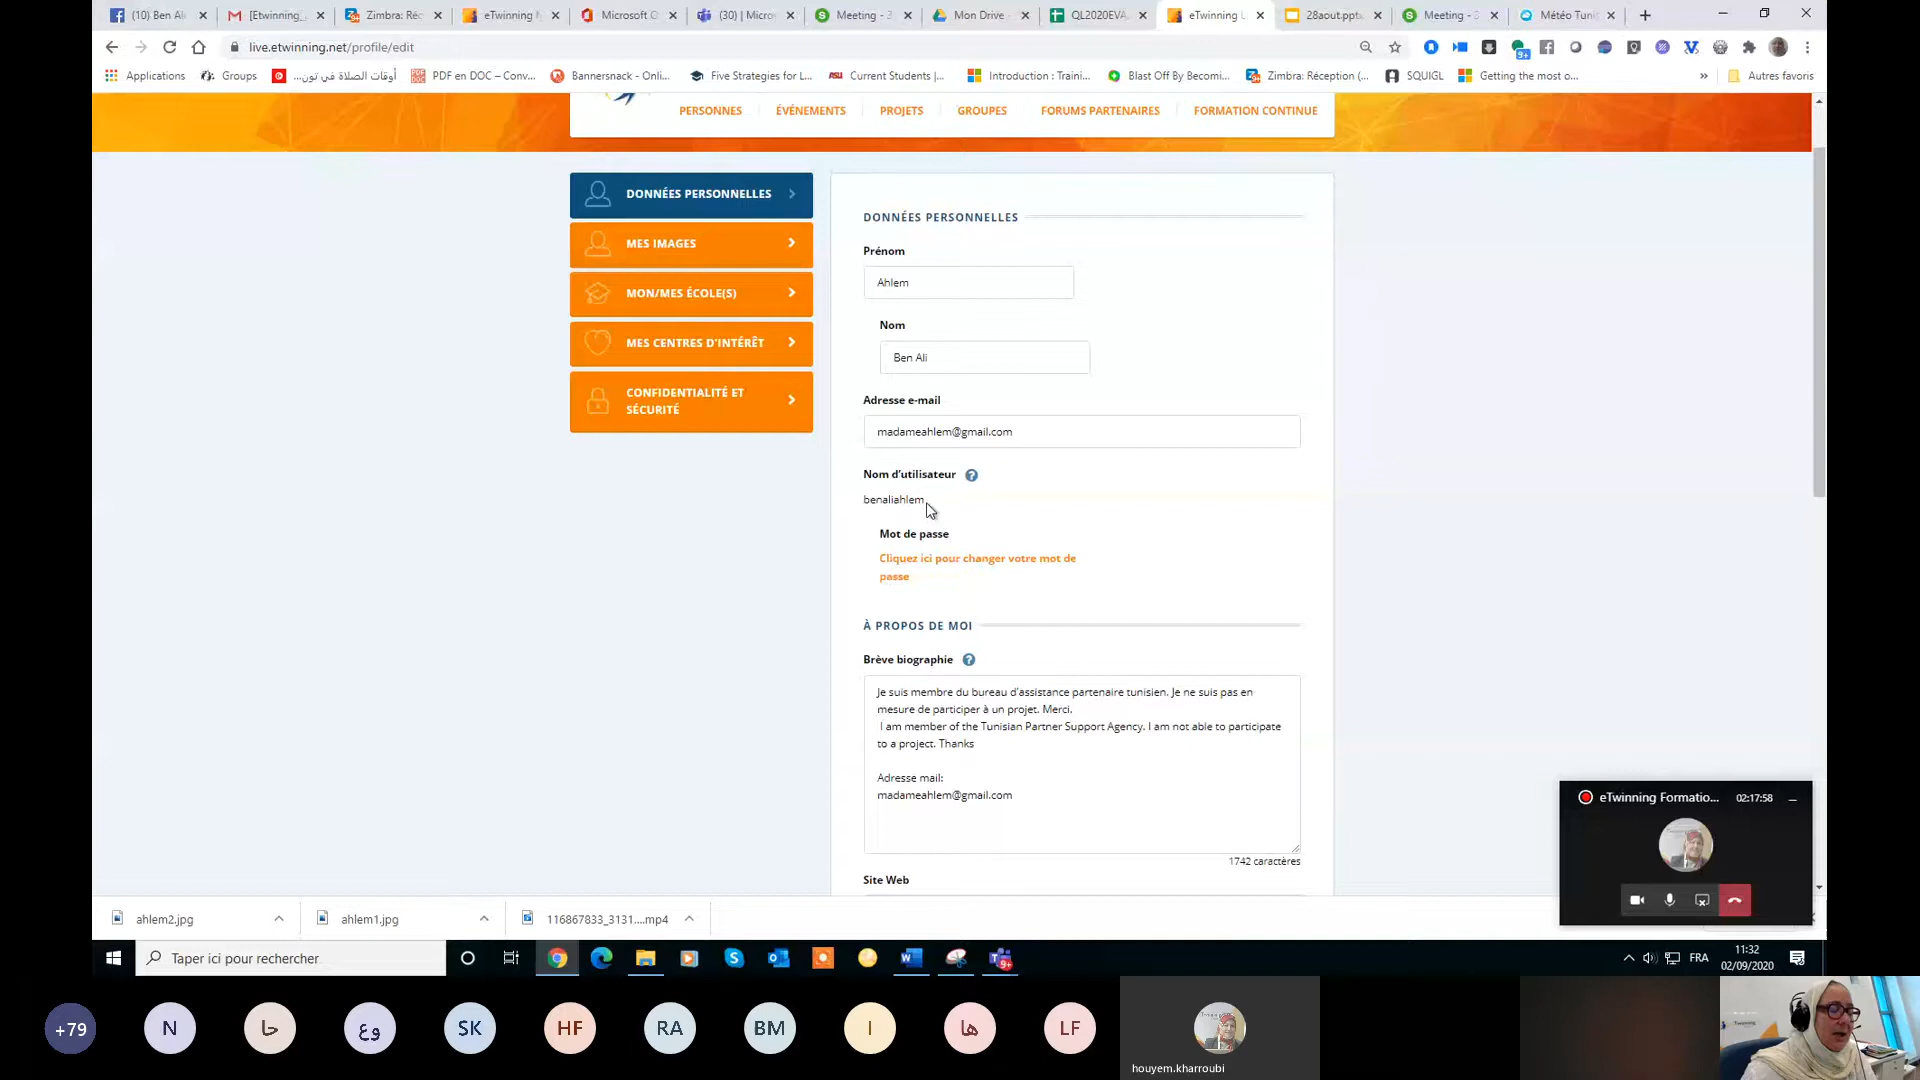 (10) Ben Ali
[Etwinning_
Zimbra: Réc
eTwinning
Microsoft O
(30) | Micro
Meeting - 3
Mon Drive -
QL2020EVA
eTwinning L
28aout.pptx
Meeting - 3
Météo Tuni
live.etwinning.net/profile/edit
Applications
Groups
أوقات الصلاة في تون...
PDF en DOC – Conv...
Bannersnack - Onli...
Five Strategies for L...
Current Students |...
Introduction : Traini...
Blast Off By Becomi...
Zimbra: Réception (...
SQUIGL
Getting the most o...
»
Autres favoris
PERSONNES
ÉVÉNEMENTS
PROJETS
GROUPES
FORUMS PARTENAIRES
FORMATION CONTINUE
DONNÉES PERSONNELLES
MES IMAGES
MON/MES ÉCOLE(S)
MES CENTRES D'INTÉRÊT
CONFIDENTIALITÉ ET
SÉCURITÉ
DONNÉES PERSONNELLES
Prénom
Ahlem
Nom
Ben Ali
Adresse e-mail
madameahlem@gmail.com
Nom d'utilisateur
benaliahlem
Mot de passe
Cliquez ici pour changer votre mot de
passe
À PROPOS DE MOI
Brève biographie
Je suis membre du bureau d'assistance partenaire tunisien. Je ne suis pas en
mesure de participer à un projet. Merci.
I am member of the Tunisian Partner Support Agency. I am not able to participate
to a project. Thanks
Adresse mail:
madameahlem@gmail.com
1742 caractères
Site Web
eTwinning Formatio...
02:17:58
ahlem2.jpg
ahlem1.jpg
116867833_3131....mp4
Taper ici pour rechercher
FRA
11:32
02/09/2020
+79
N
حا
وع
SK
HF
RA
BM
I
ها
LF
houyem.kharroubi